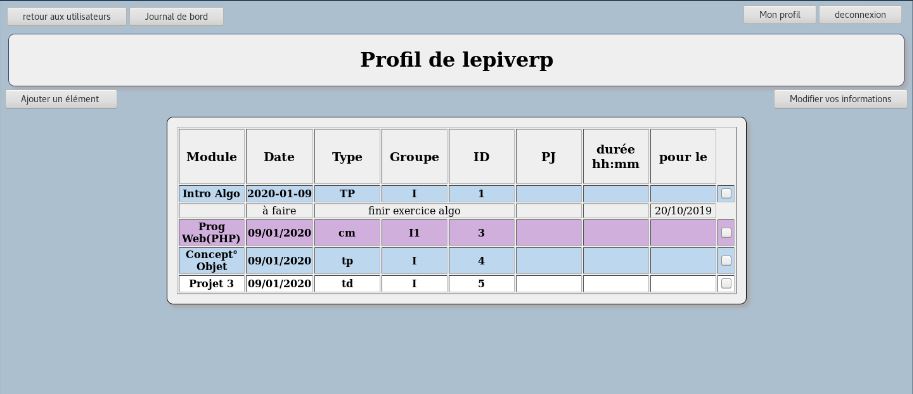 retour aux utilisateurs Journal de bord Mon profil deconnexion
Profil de lepiverp
Ajouter un élément Modifier vos informations
Module Date Type Groupe ID PJ durée hh:mm pour le
Intro Algo 2020-01-09 TP I 1
à faire finir exercice algo 20/10/2019
Prog Web(PHP) 09/01/2020 cm I1 3
Concept° Objet 09/01/2020 tp I 4
Projet 3 09/01/2020 td I 5